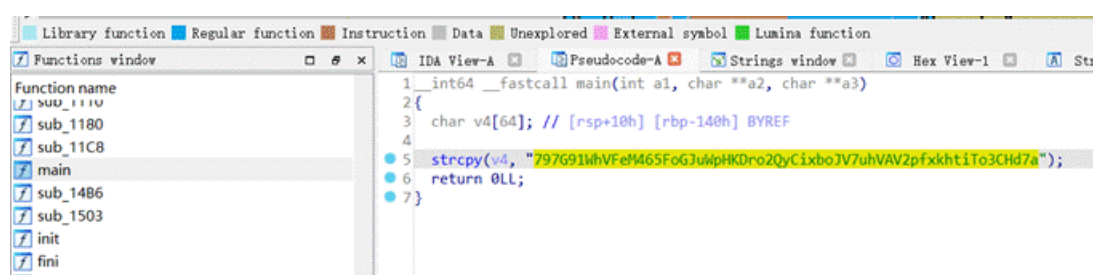 Library function Regular function Instruction Data Unexplored External symbol Lumina function
Functions window
IDA View-A Pseudocode-A Strings window Hex View-1 Str
Function name
sub_1110
sub_1180
sub_11C8
main
sub_14B6
sub_1503
init
fini
1 __int64 __fastcall main(int a1, char **a2, char **a3)
2 {
3 char v4[64]; // [rsp+10h] [rbp-140h] BYREF
4
5 strcpy(v4, "797G91WhVFeM465FoGJuWpHKDro2QyCixboJV7uhVAV2pfxkhtiTo3CHd7a");
6 return 0LL;
7 }